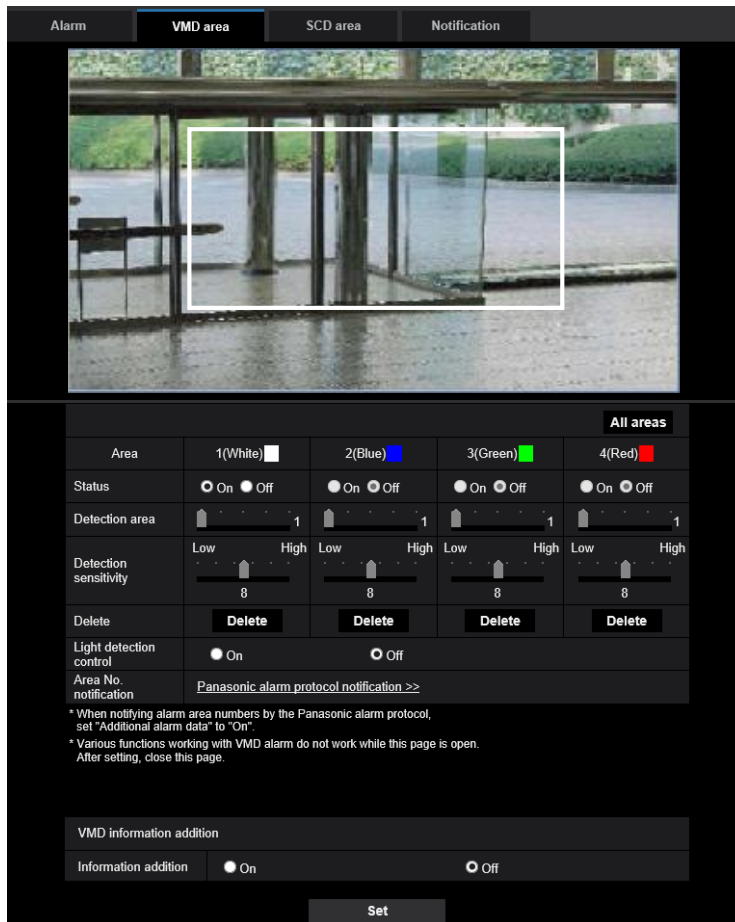 Alarm VMD area SCD area Notification
All areas
Area 1(White) 2(Blue) 3(Green) 4(Red)
Status On Off On Off On Off On Off
Detection area 1 1 1 1
Low High Low High Low High Low High
Detection
sensitivity
8 8 8 8
Delete Delete Delete Delete Delete
Light detection
control On Off
Area No.
notification Panasonic alarm protocol notification >>
* When notifying alarm area numbers by the Panasonic alarm protocol,
set "Additional alarm data" to "On".
* Various functions working with VMD alarm do not work while this page is open.
After setting, close this page.
VMD information addition
Information addition On Off
Set